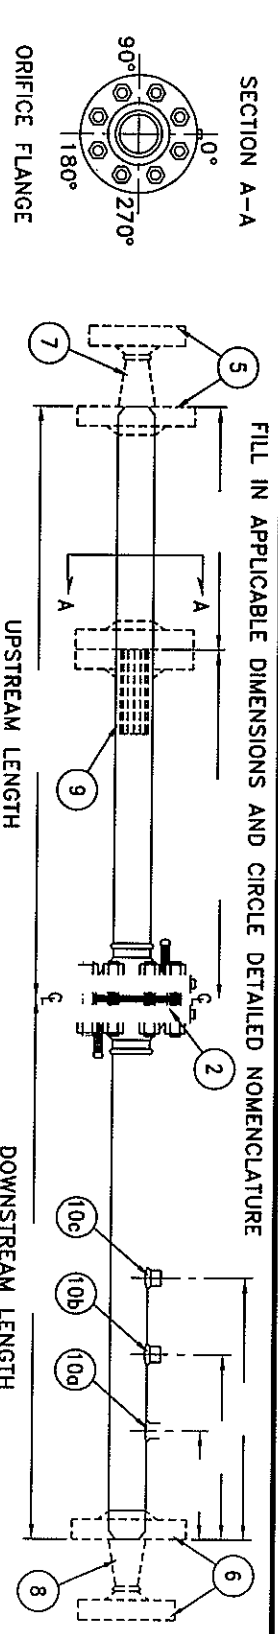 FILL IN APPLICABLE DIMENSIONS AND CIRCLE DETAILED NOMENCLATURE
SECTION A-A
0°
90°
270°
180°
ORIFICE FLANGE
5
7
A
A
9
2
10c
10b
10a
6
8
UPSTREAM LENGTH
DOWNSTREAM LENGTH